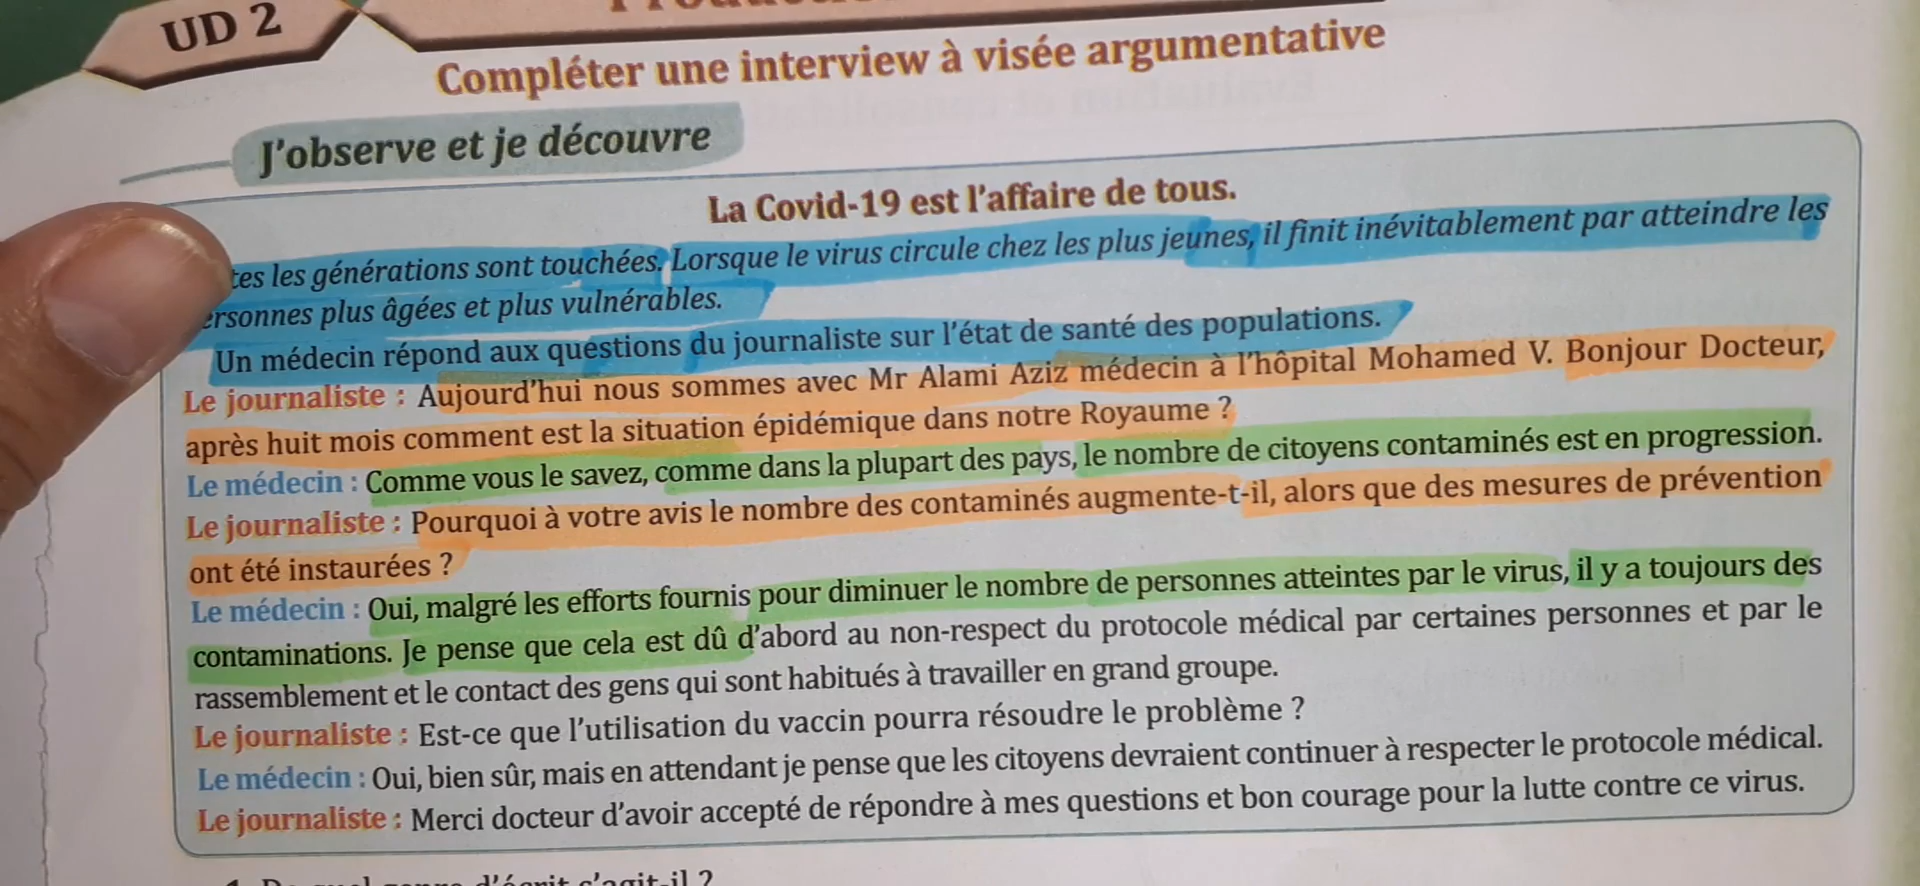 UD 2
Compléter une interview à visée argumentative
J'observe et je découvre
La Covid-19 est l'affaire de tous.
les générations sont touchées. Lorsque le virus circule chez les plus jeunes, il finit inévitablement par atteindre les
plus âgées et plus vulnérables.
Un médecin répond aux questions du journaliste sur l'état de santé des populations.
Le journaliste : Aujourd'hui nous sommes avec Mr Alami Aziz médecin à l'hôpital Mohamed V. Bonjour Docteur,
après huit mois comment est la situation épidémique dans notre Royaume ?
Le médecin : Comme vous le savez, comme dans la plupart des pays, le nombre de citoyens contaminés est en progression.
Le journaliste : Pourquoi à votre avis le nombre des contaminés augmente-t-il, alors que des mesures de prévention
ont été instaurées ?
Le médecin : Oui, malgré les efforts fournis pour diminuer le nombre de personnes atteintes par le virus, il y a toujours des
contaminations. Je pense que cela est dû d'abord au non-respect du protocole médical par certaines personnes et par le
rassemblement et le contact des gens qui sont habitués à travailler en grand groupe.
Le journaliste : Est-ce que l'utilisation du vaccin pourra résoudre le problème ?
Le médecin : Oui, bien sûr, mais en attendant je pense que les citoyens devraient continuer à respecter le protocole médical.
Le journaliste : Merci docteur d'avoir accepté de répondre à mes questions et bon courage pour la lutte contre ce virus.
quel d'écrit s'agit-il ?